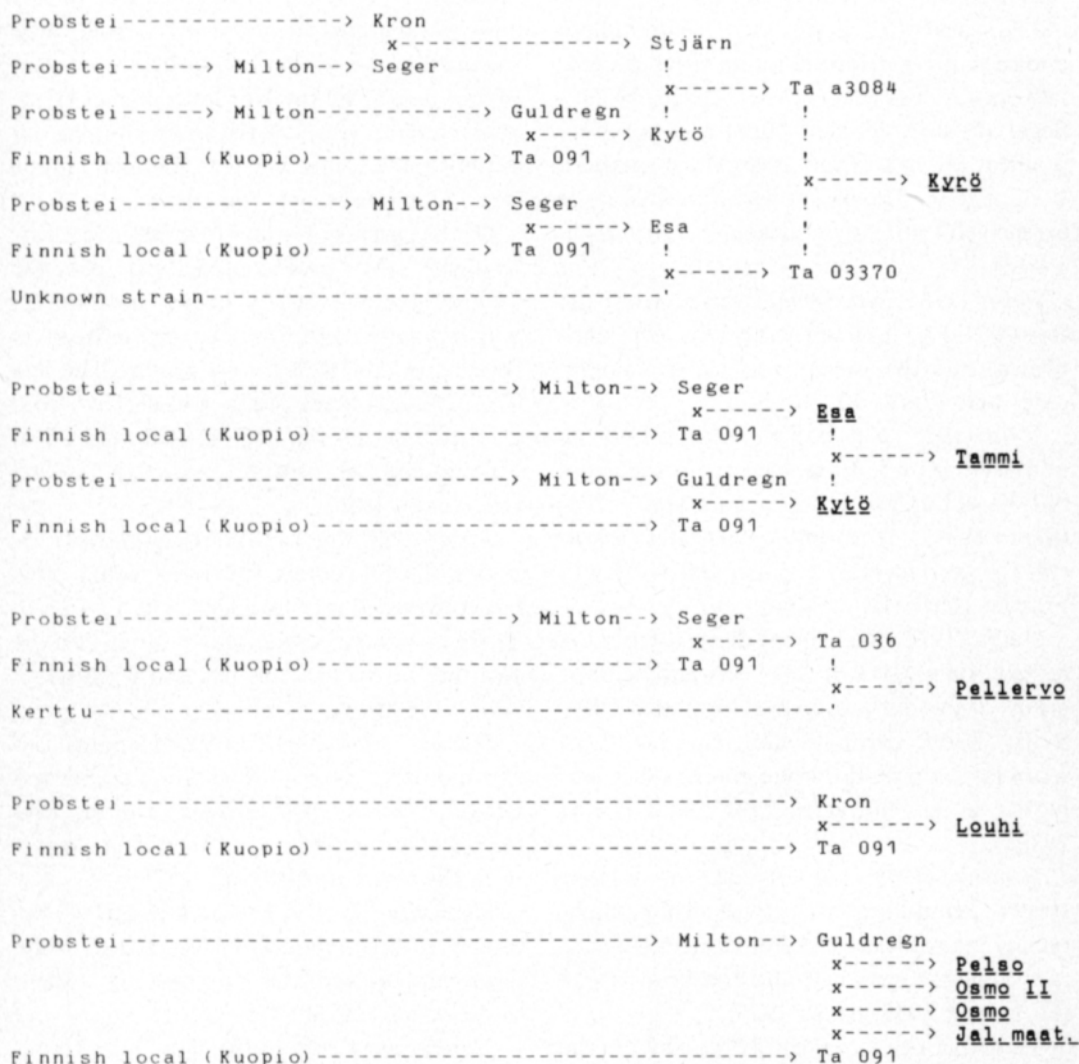 Probstei------------------> Kron
x---------------------> Stjärn
Probstei-------> Milton--> Seger !
x-------> Ta a3084
Probstei-------> Milton-----------------> Guldregn ! !
x-------> Kytö !
Finnish local (Kuopio)------------------> Ta 091 !
x-------> Kyrö
Probstei------------------> Milton--> Seger !
x-------> Esa !
Finnish local (Kuopio)------------------> Ta 091 ! !
x-------> Ta 03370
Unknown strain----------------------------------------'
Probstei------------------------------> Milton--> Seger
x-------> Esa
Finnish local (Kuopio)------------------------------> Ta 091 !
x-------> Tammi
Probstei------------------------------> Milton--> Guldregn !
x-------> Kytö
Finnish local (Kuopio)------------------------------> Ta 091
Probstei------------------------------> Milton--> Seger
x-------> Ta 036
Finnish local (Kuopio)------------------------------> Ta 091 !
x-------> Pellervo
Kerttu----------------------------------------------------------------'
Probstei------------------------------------------------------> Kron
x-------> Louhi
Finnish local (Kuopio)------------------------------------------> Ta 091
Probstei------------------------------------------> Milton--> Guldregn
x-------> Pelso
x-------> Osmo II
x-------> Osmo
x-------> Jal.maat.
Finnish local (Kuopio)------------------------------------------> Ta 091